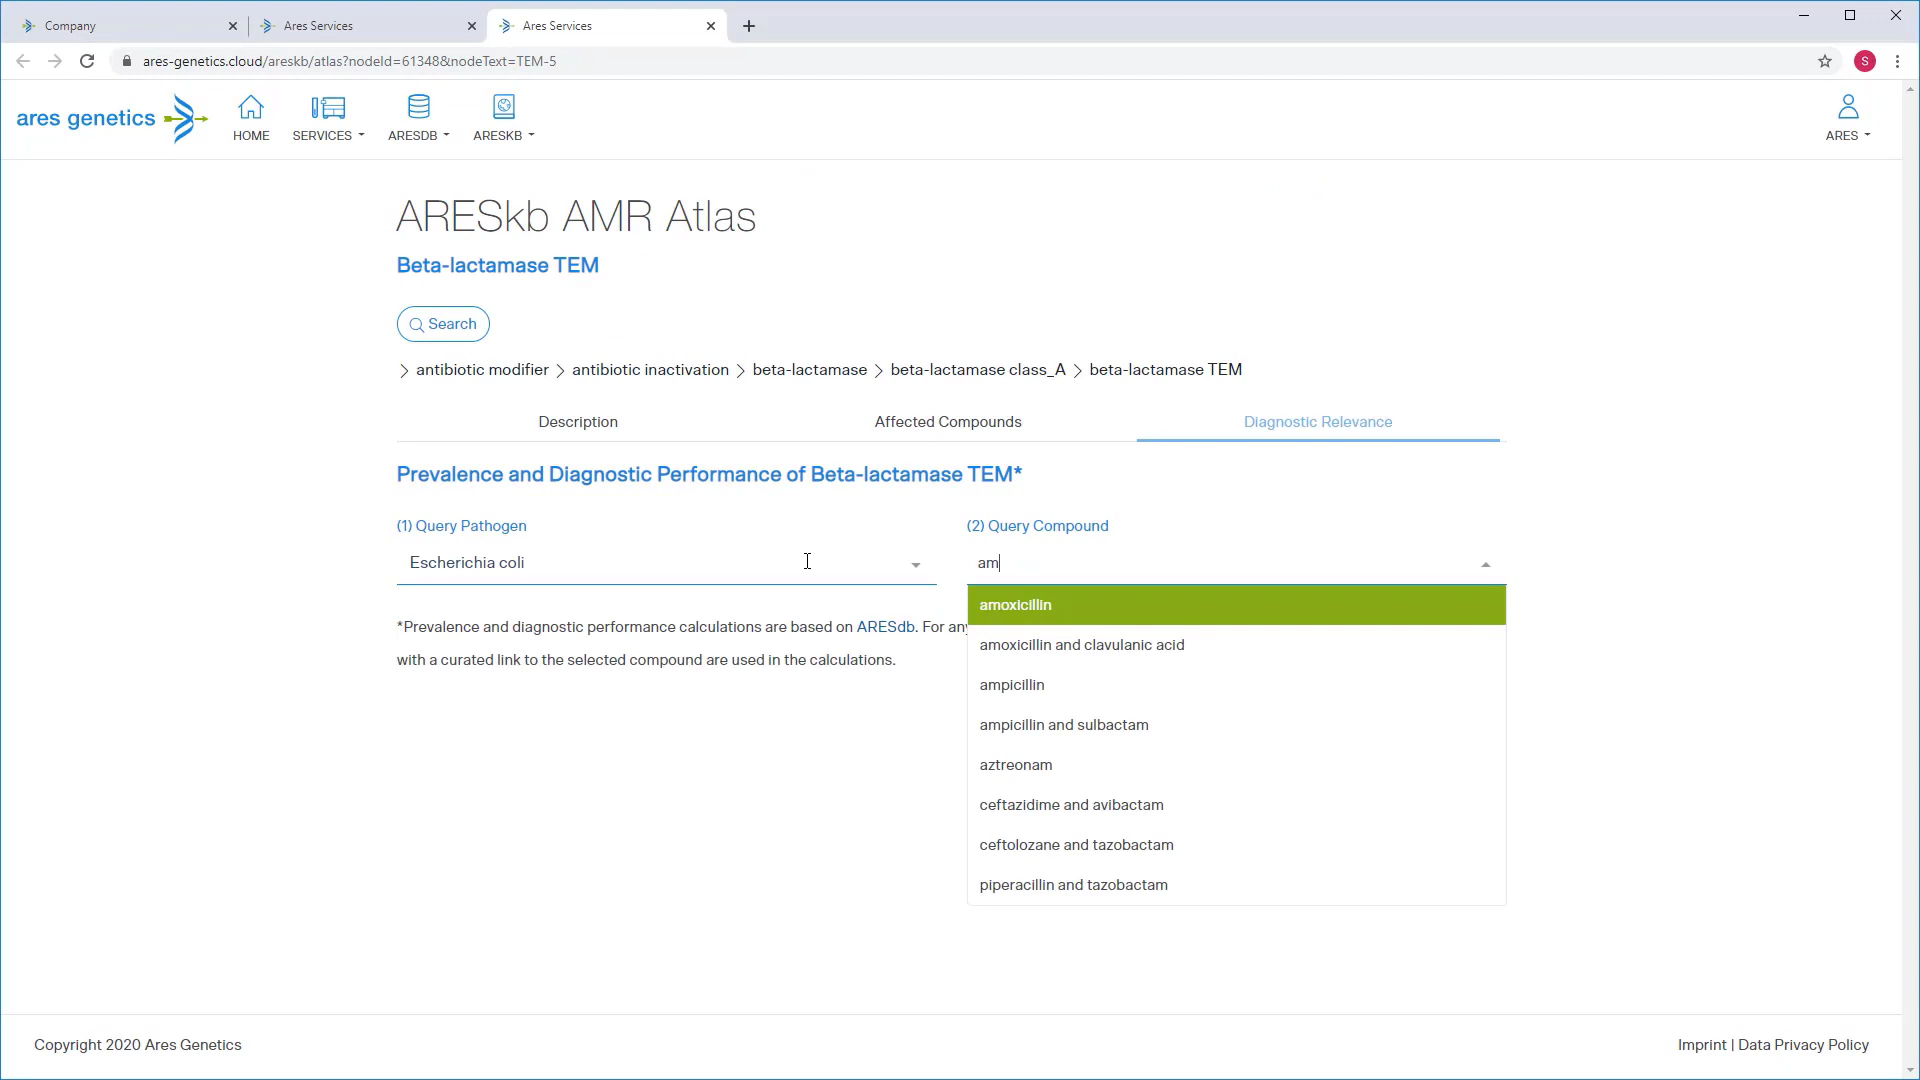 Company
Ares Services
Ares Services
ares-genetics.cloud/areskb/atlas?nodeId=61348&nodeText=TEM-5
S
ares genetics
HOME
SERVICES
ARESDB
ARESKB
ARES
ARESkb AMR Atlas
Beta-lactamase TEM
Search
antibiotic modifier > antibiotic inactivation > beta-lactamase > beta-lactamase class_A > beta-lactamase TEM
Description
Affected Compounds
Diagnostic Relevance
Prevalence and Diagnostic Performance of Beta-lactamase TEM*
(1) Query Pathogen
(2) Query Compound
Escherichia coli
am
*Prevalence and diagnostic performance calculations are based on ARESdb. For any
with a curated link to the selected compound are used in the calculations.
amoxicillin
amoxicillin and clavulanic acid
ampicillin
ampicillin and sulbactam
aztreonam
ceftazidime and avibactam
ceftolozane and tazobactam
piperacillin and tazobactam
Copyright 2020 Ares Genetics
Imprint | Data Privacy Policy